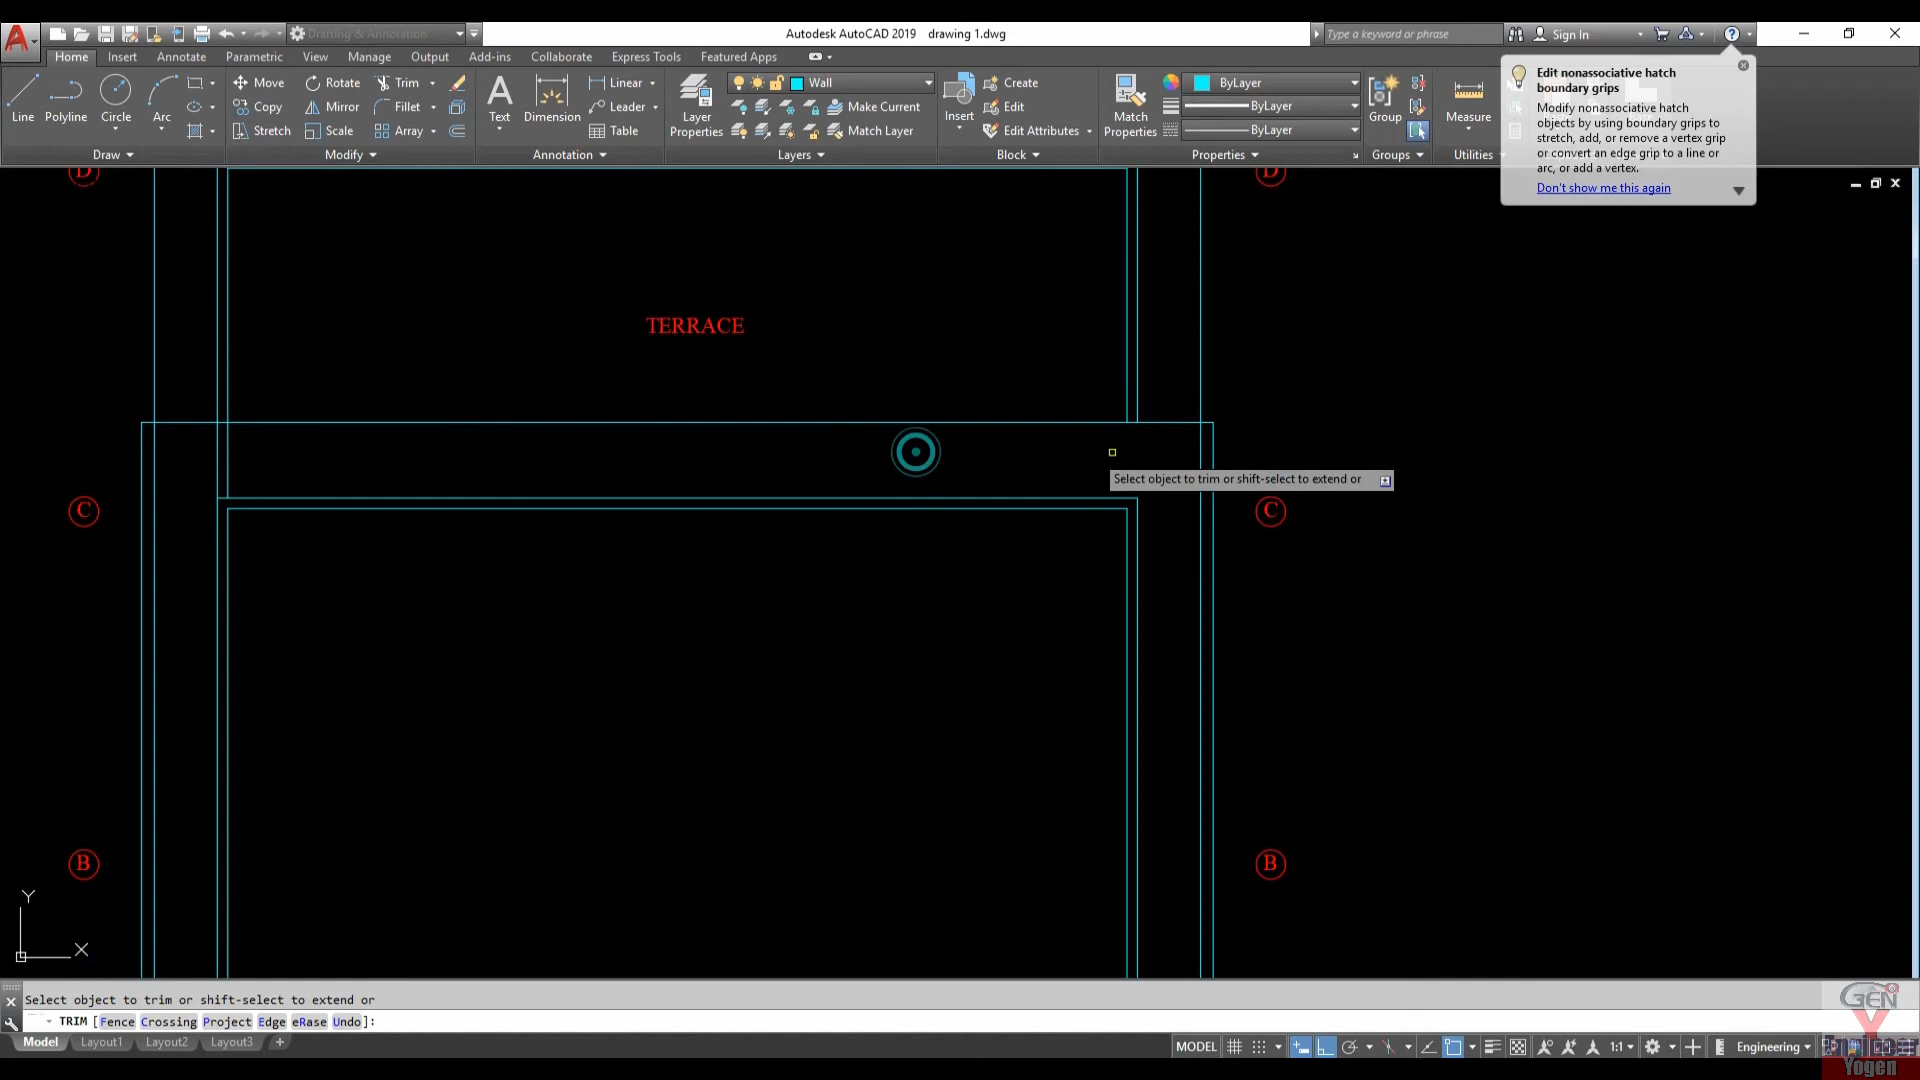 Drafting & Annotation
Autodesk AutoCAD 2019 drawing 1.dwg
Type a keyword or phrase
Sign In
Home Insert Annotate Parametric View Manage Output Add-ins Collaborate Express Tools Featured Apps
Line
Polyline
Circle
Arc
Draw
Move
Rotate
Trim
Copy
Mirror
Fillet
Stretch
Scale
Array
Modify
Text
Dimension
Linear
Leader
Table
Annotation
Layer
Properties
Wall
Make Current
Match Layer
Layers
Insert
Create
Edit
Edit Attributes
Block
Match
Properties
ByLayer
ByLayer
ByLayer
Properties
Group
Groups
Measure
Utilities
Edit nonassociative hatch
boundary grips
Modify nonassociative hatch
objects by using boundary grips to
stretch, add, or remove a vertex grip
or convert an edge grip to a line or
arc, or add a vertex.
Don't show me this again
D D
TERRACE
Select object to trim or shift-select to extend or
C C
B B
Y
X
Select object to trim or shift-select to extend or
TRIM [Fence Crossing Project Edge eRase Undo]:
Model Layout1 Layout2 Layout3 +
MODEL
1:1
Engineering
GEN
Y
Engineer
Yogen